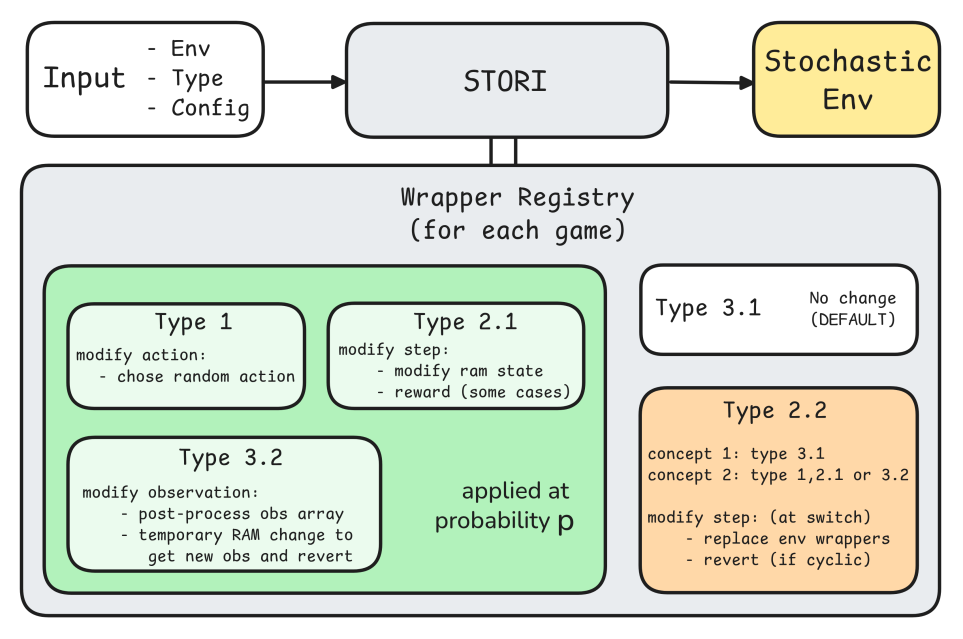 Input
- Env
- Type
- Config
STORI
Stochastic
Env
Wrapper Registry
(for each game)
Type 1
modify action:
- chose random action
Type 2.1
modify step:
- modify ram state
- reward (some cases)
Type 3.2
modify observation:
- post-process obs array
- temporary RAM change to
get new obs and revert
applied at
probability p
Type 3.1
No change
(DEFAULT)
Type 2.2
concept 1: type 3.1
concept 2: type 1,2.1 or 3.2
modify step: (at switch)
- replace env wrappers
- revert (if cyclic)